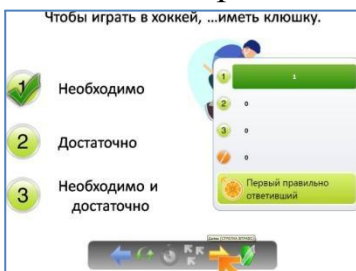 Чтобы играть в хоккей, ...иметь клюшку.
1 Необходимо
2 Достаточно
3 Необходимо и
достаточно
1 1
2 0
3 0
0
Первый правильно
ответивший